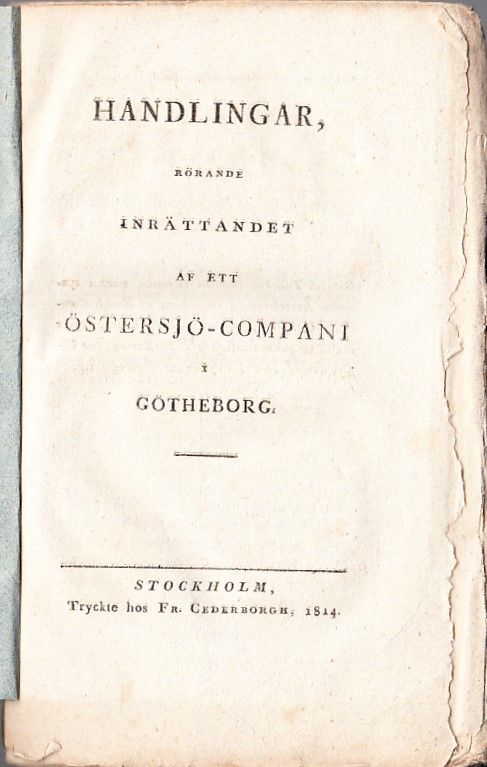 HANDLINGAR,
RÖRANDE
INRÄTTANDET
AF ETT
ÖSTERSJÖ-COMPANI
I
GÖTHEBORG.
STOCKHOLM,
Tryckte hos FR. CEDERBORGH, 1814.